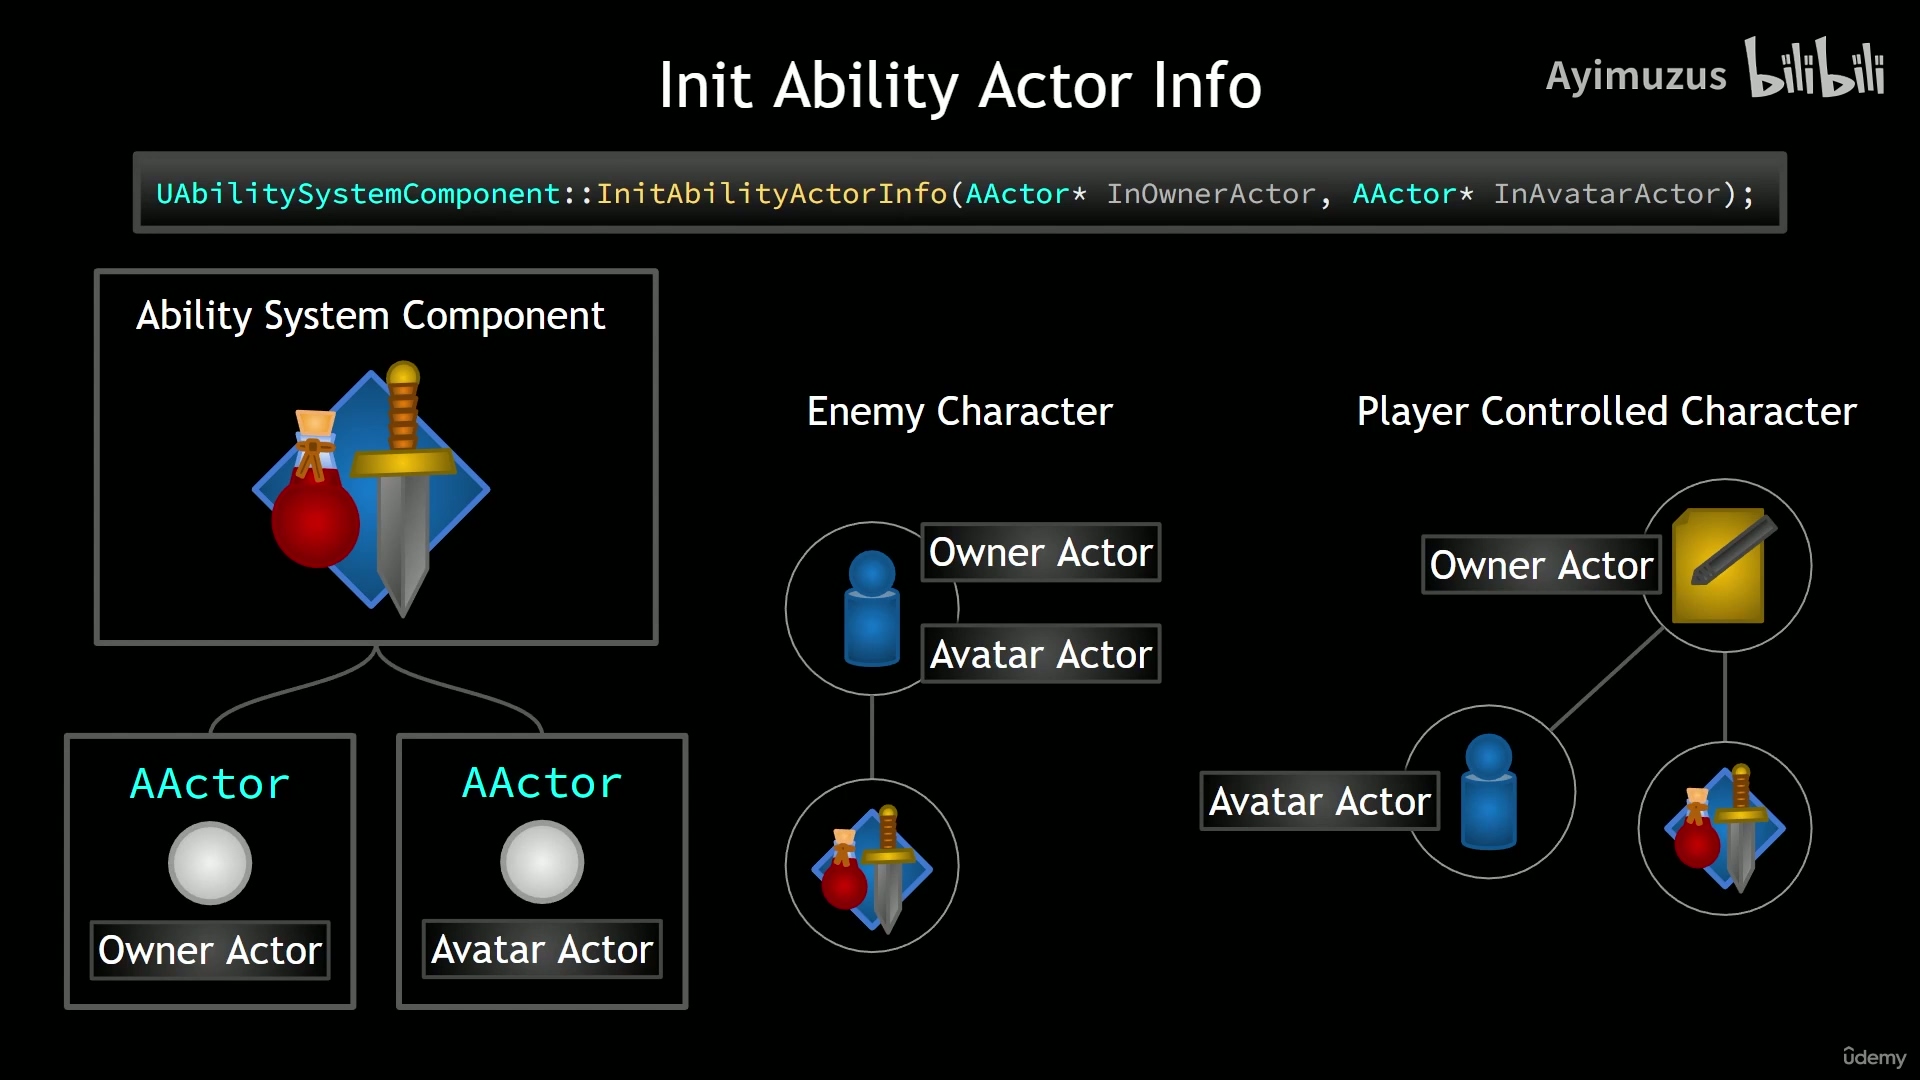 Init Ability Actor Info
Ayimuzus bilibili
UAbilitySystemComponent::InitAbilityActorInfo(AActor* InOwnerActor, AActor* InAvatarActor);
Ability System Component
AActor
Owner Actor
AActor
Avatar Actor
Enemy Character
Owner Actor
Avatar Actor
Player Controlled Character
Owner Actor
Avatar Actor
ûdemy